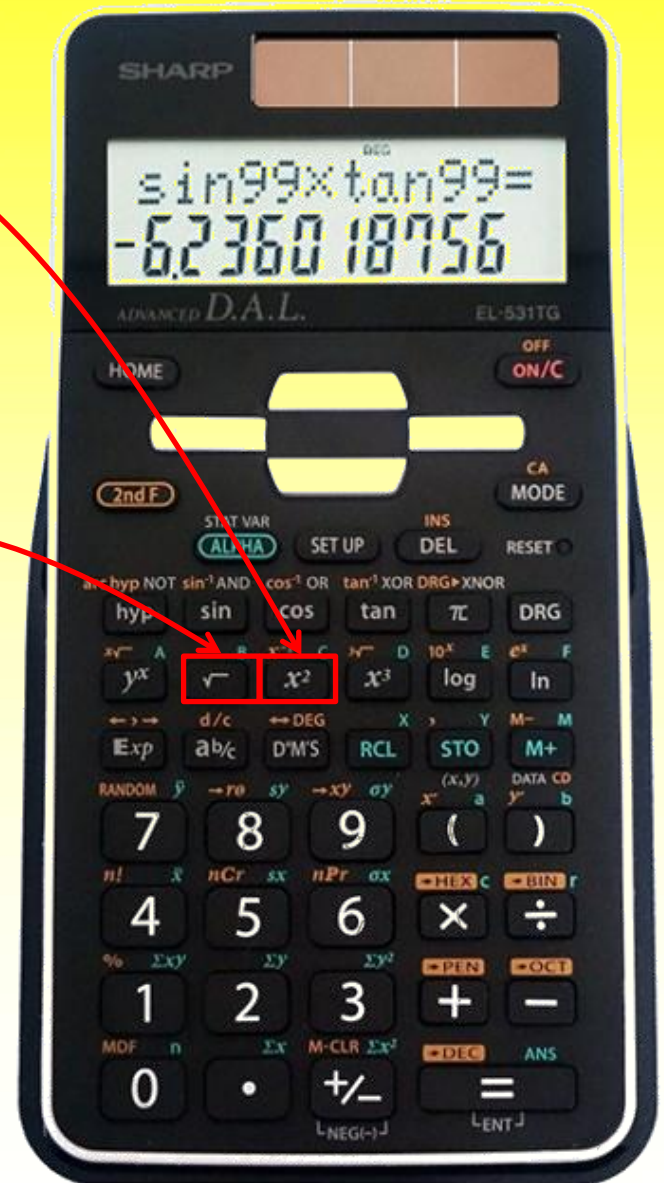 SHARP
DEG
sin99×tan99=
-6.236018756
ADVANCED D.A.L. EL-531TG
OFF
HOME ON/C
CA
2nd F MODE
STAT VAR INS
ALPHA SET UP DEL RESET
arc hyp NOT sin⁻¹ AND cos⁻¹ OR tan⁻¹ XOR DRG▸XNOR
hyp sin cos tan π DRG
ˣ√‾ A B C ³√‾ D 10ˣ E eˣ F
yˣ √‾ x² x³ log ln
←,→ d/c ↔DEG X , Y M− M
Exp ab/c D°M'S RCL STO M+
RANDOM ȳ →rθ sy →xy σy (x,y) a DATA CD b
7 8 9 ( )
n! x̄ nCr sx nPr σx →HEX c →BIN r
4 5 6 × ÷
% Σxy Σy Σy² →PEN →OCT
1 2 3 + −
MDF n Σx M-CLR Σx² →DEC ANS
0 • +/− =
NEG(−) ENT